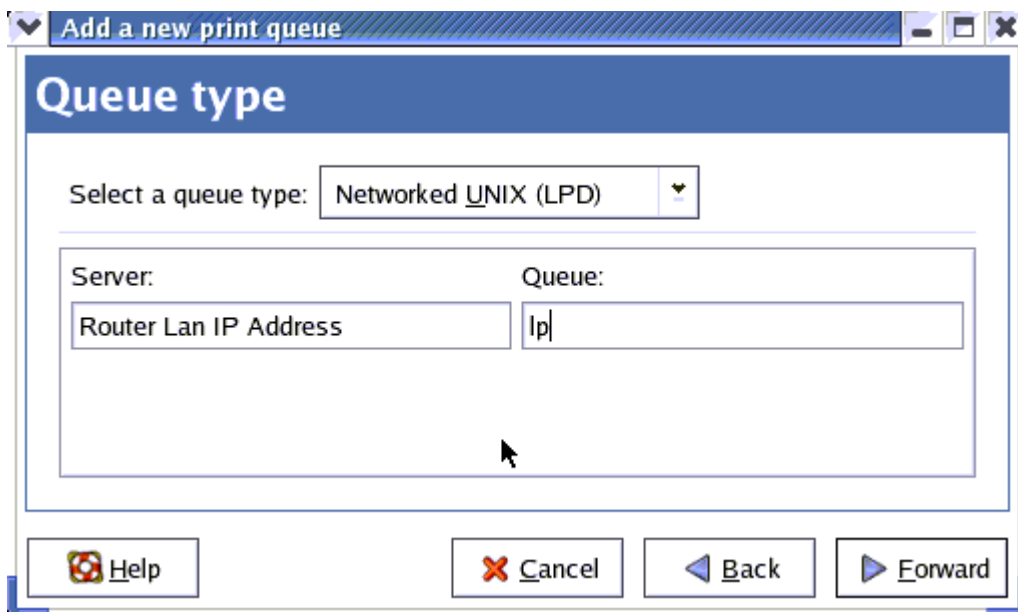 Add a new print queue
Queue type
Select a queue type: Networked UNIX (LPD)
Server: Queue:
Router Lan IP Address lp
Help Cancel Back Forward